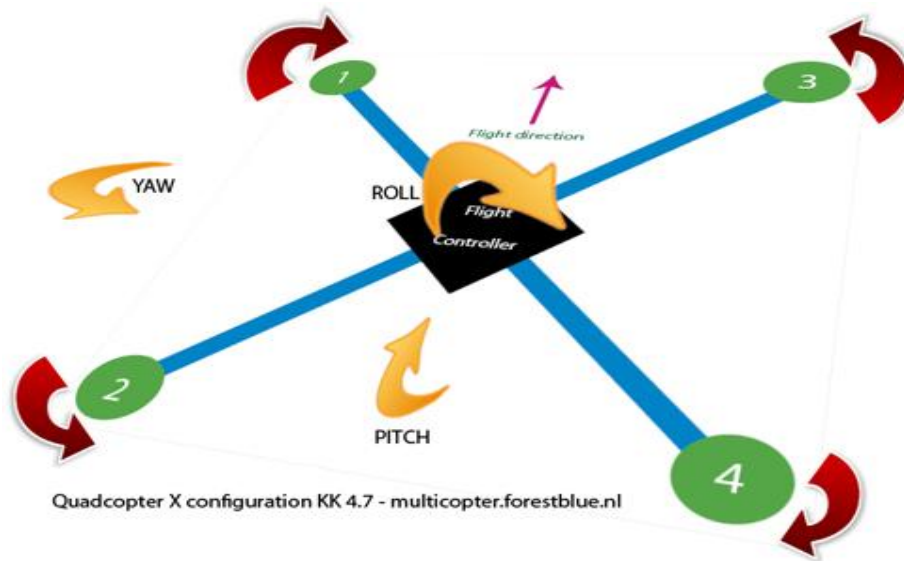 1
3
Flight direction
YAW
ROLL
Flight
Controller
2
PITCH
4
Quadcopter X configuration KK 4.7 - multicopter.forestblue.nl